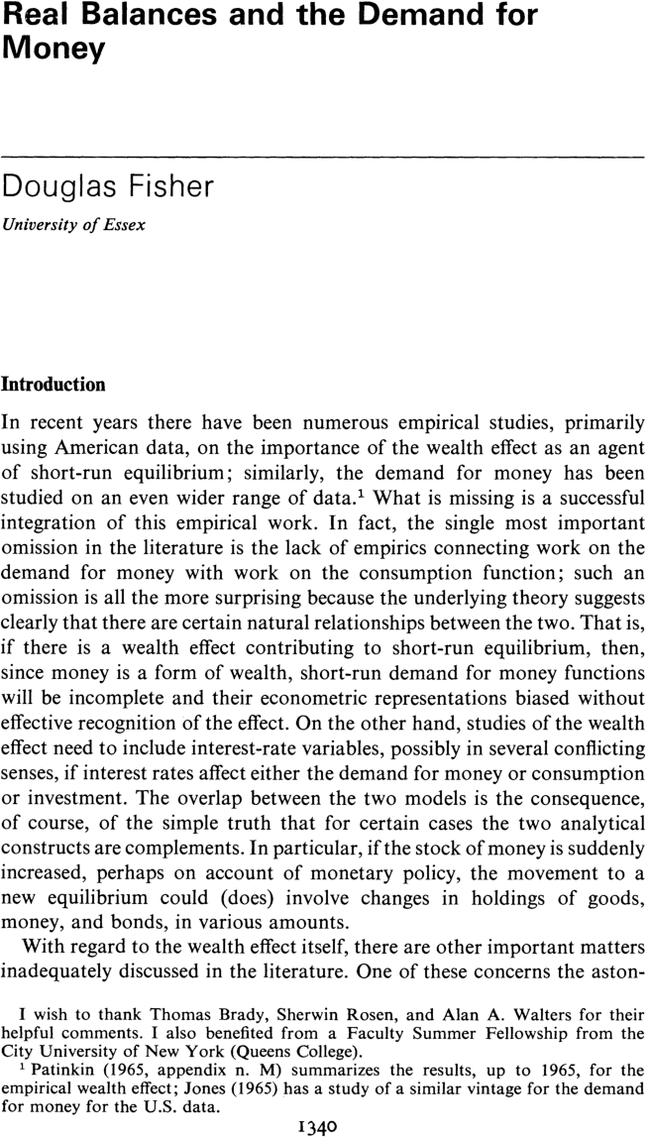 Real Balances and the Demand for
Money
Douglas Fisher
University of Essex
Introduction
In recent years there have been numerous empirical studies, primarily
using American data, on the importance of the wealth effect as an agent
of short-run equilibrium; similarly, the demand for money has been
studied on an even wider range of data.¹ What is missing is a successful
integration of this empirical work. In fact, the single most important
omission in the literature is the lack of empirics connecting work on the
demand for money with work on the consumption function; such an
omission is all the more surprising because the underlying theory suggests
clearly that there are certain natural relationships between the two. That is,
if there is a wealth effect contributing to short-run equilibrium, then,
since money is a form of wealth, short-run demand for money functions
will be incomplete and their econometric representations biased without
effective recognition of the effect. On the other hand, studies of the wealth
effect need to include interest-rate variables, possibly in several conflicting
senses, if interest rates affect either the demand for money or consumption
or investment. The overlap between the two models is the consequence,
of course, of the simple truth that for certain cases the two analytical
constructs are complements. In particular, if the stock of money is suddenly
increased, perhaps on account of monetary policy, the movement to a
new equilibrium could (does) involve changes in holdings of goods,
money, and bonds, in various amounts.
With regard to the wealth effect itself, there are other important matters
inadequately discussed in the literature. One of these concerns the aston-
I wish to thank Thomas Brady, Sherwin Rosen, and Alan A. Walters for their
helpful comments. I also benefited from a Faculty Summer Fellowship from the
City University of New York (Queens College).
¹ Patinkin (1965, appendix n. M) summarizes the results, up to 1965, for the
empirical wealth effect; Jones (1965) has a study of a similar vintage for the demand
for money for the U.S. data.
1340